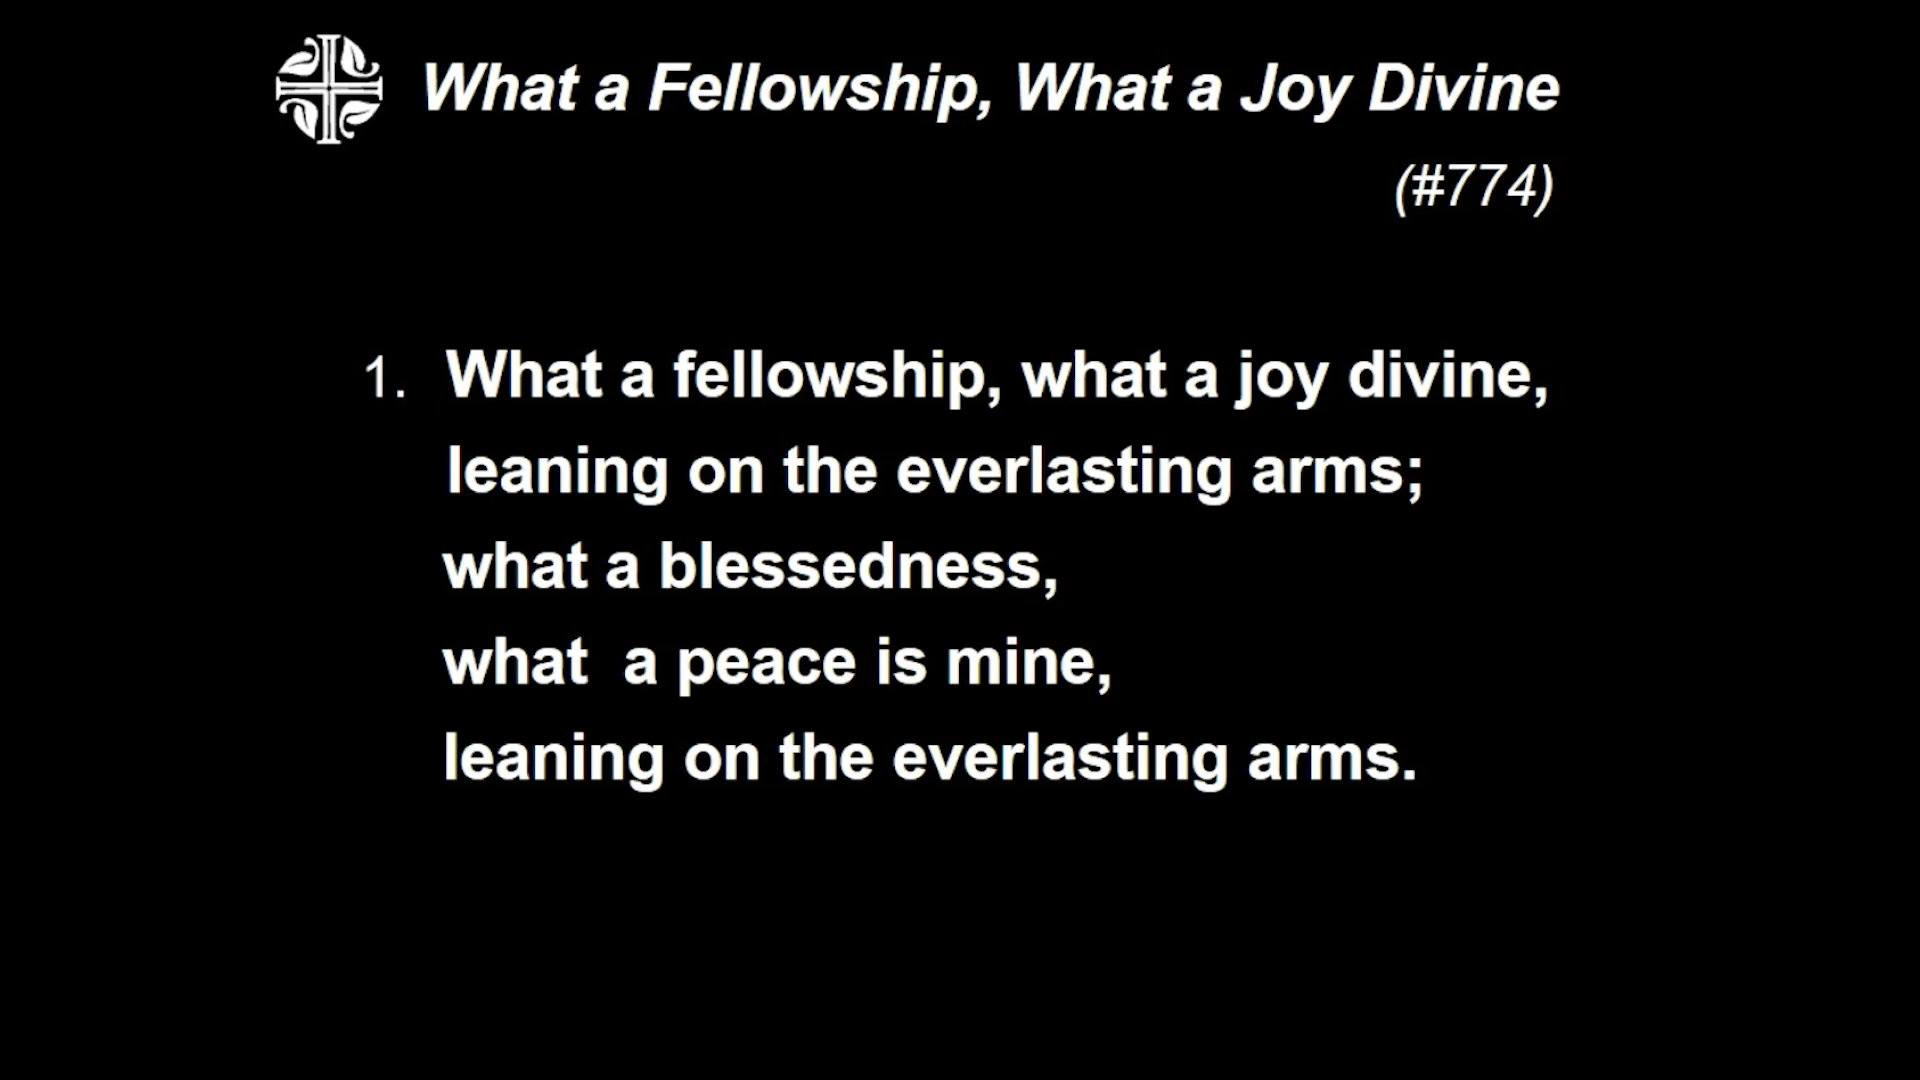 What a Fellowship, What a Joy Divine
(#774)
1. What a fellowship, what a joy divine,
leaning on the everlasting arms;
what a blessedness,
what  a peace is mine,
leaning on the everlasting arms.